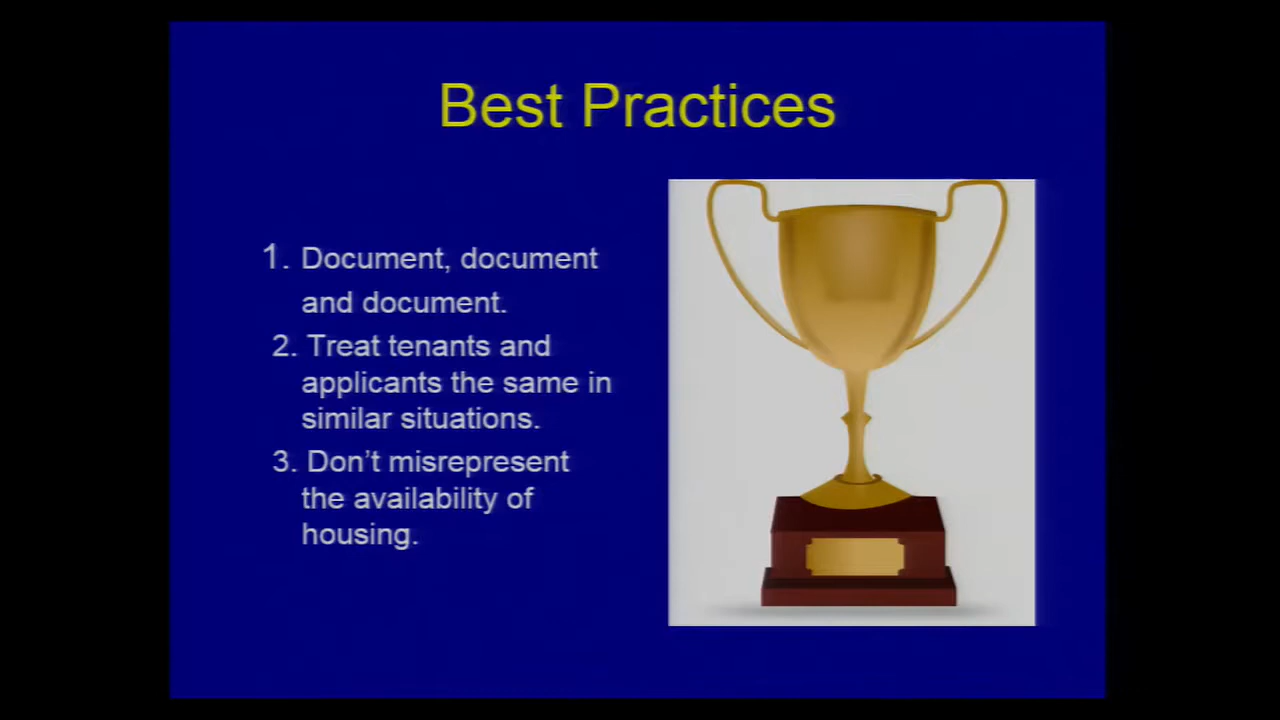 Best Practices
1. Document, document
and document.
2. Treat tenants and
applicants the same in
similar situations.
3. Don't misrepresent
the availability of
housing.